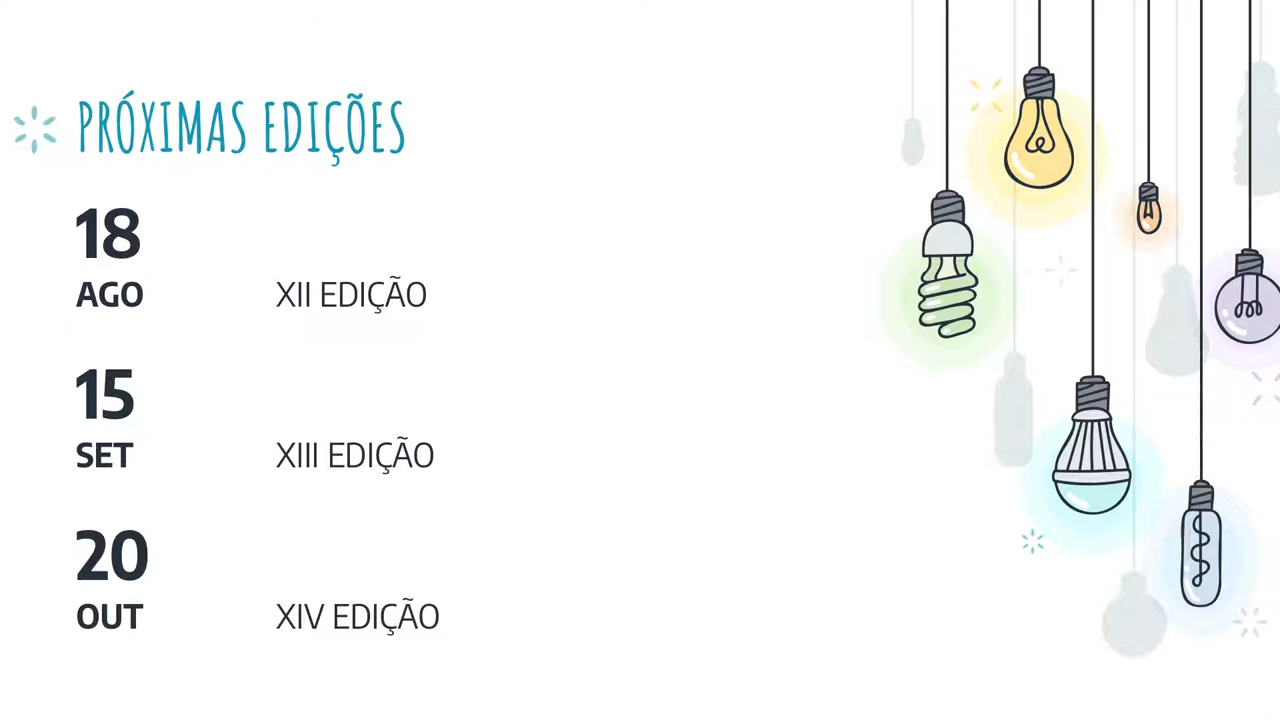 PRÓXIMAS EDIÇÕES
18
AGO
XII EDIÇÃO
15
SET
XIII EDIÇÃO
20
OUT
XIV EDIÇÃO